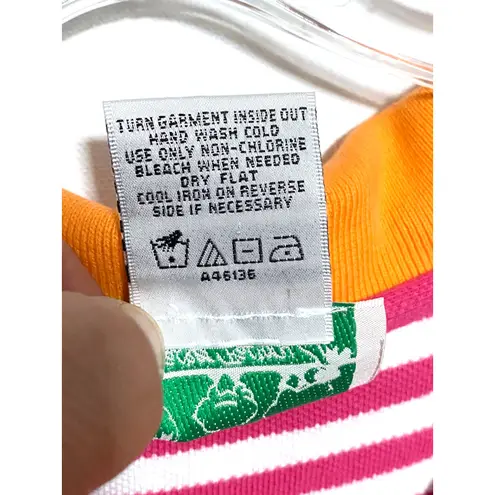 TURN GARMENT INSIDE OUT
HAND WASH COLD
USE ONLY NON-CHLORINE
BLEACH WHEN NEEDED
DRY FLAT
COOL IRON ON REVERSE
SIDE IF NECESSARY
A46136